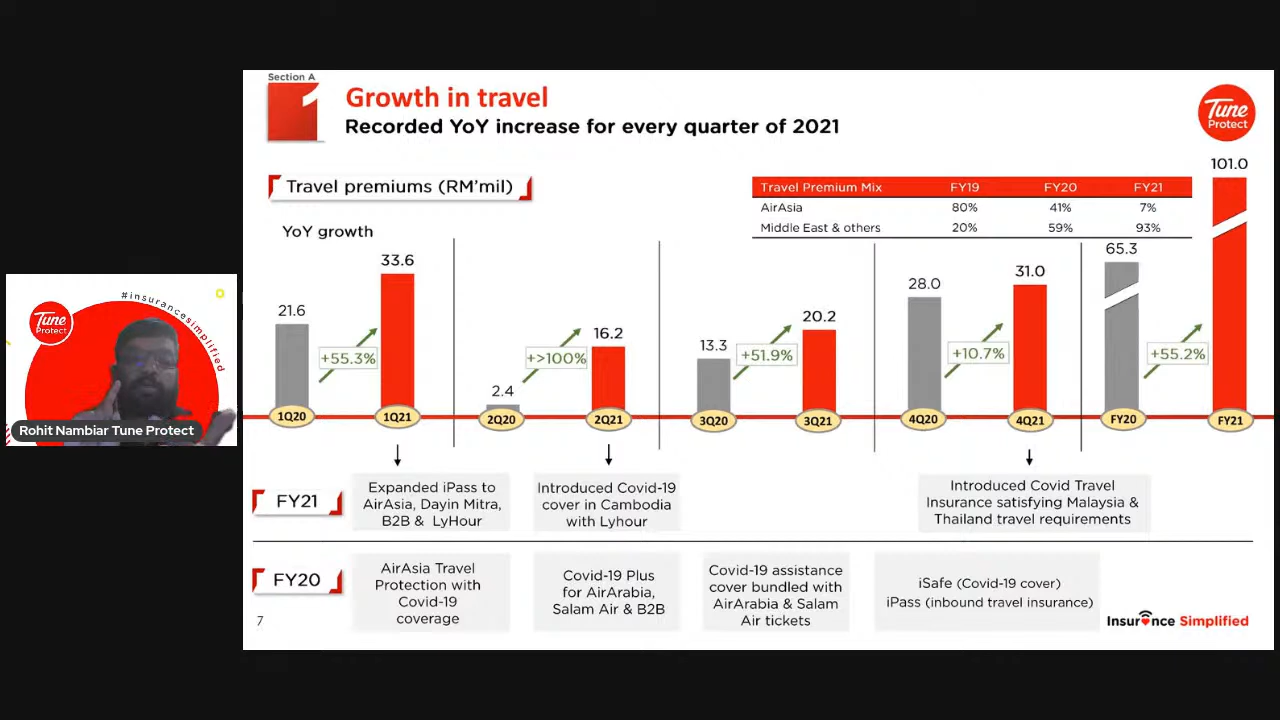 Section A
1
Growth in travel
Recorded YoY increase for every quarter of 2021
Tune
Protect
Travel premiums (RM'mil)
YoY growth
Travel Premium Mix FY19 FY20 FY21
AirAsia 80% 41% 7%
Middle East & others 20% 59% 93%
21.6
33.6
+55.3%
1Q20
1Q21
2.4
16.2
+>100%
2Q20
2Q21
13.3
20.2
+51.9%
3Q20
3Q21
28.0
31.0
+10.7%
4Q20
4Q21
65.3
101.0
+55.2%
FY20
FY21
FY21
Expanded iPass to
AirAsia, Dayin Mitra,
B2B & LyHour
Introduced Covid-19
cover in Cambodia
with Lyhour
Introduced Covid Travel
Insurance satisfying Malaysia &
Thailand travel requirements
FY20
AirAsia Travel
Protection with
Covid-19
coverage
Covid-19 Plus
for AirArabia,
Salam Air & B2B
Covid-19 assistance
cover bundled with
AirArabia & Salam
Air tickets
iSafe (Covid-19 cover)
iPass (inbound travel insurance)
7
Insurance Simplified
#insurancesimplified
Tune
Protect
Rohit Nambiar Tune Protect